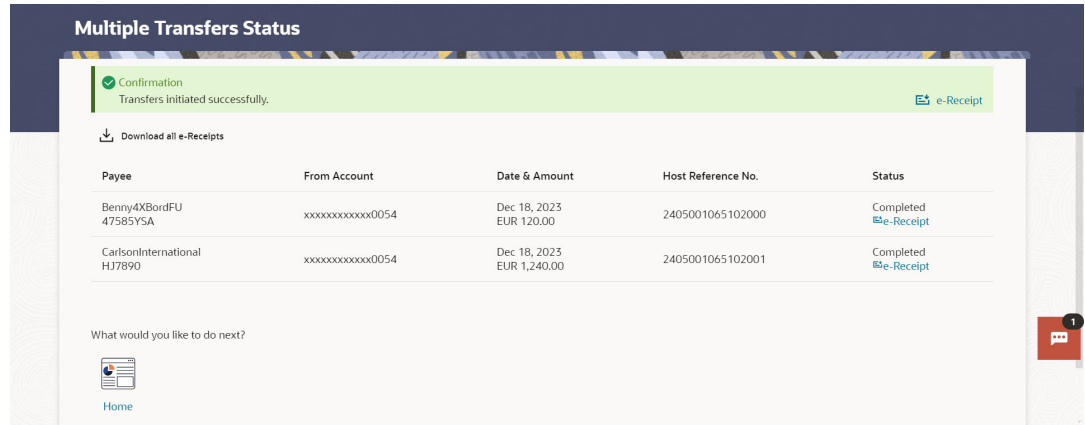 Multiple Transfers Status
Confirmation
Transfers initiated successfully.
e-Receipt
Download all e-Receipts
Payee From Account Date & Amount Host Reference No. Status
Benny4XBordFU
47585YSA
xxxxxxxxxxxx0054
Dec 18, 2023
EUR 120.00
2405001065102000
Completed
e-Receipt
CarlsonInternational
HJ7890
xxxxxxxxxxxx0054
Dec 18, 2023
EUR 1,240.00
2405001065102001
Completed
e-Receipt
What would you like to do next?
Home
1